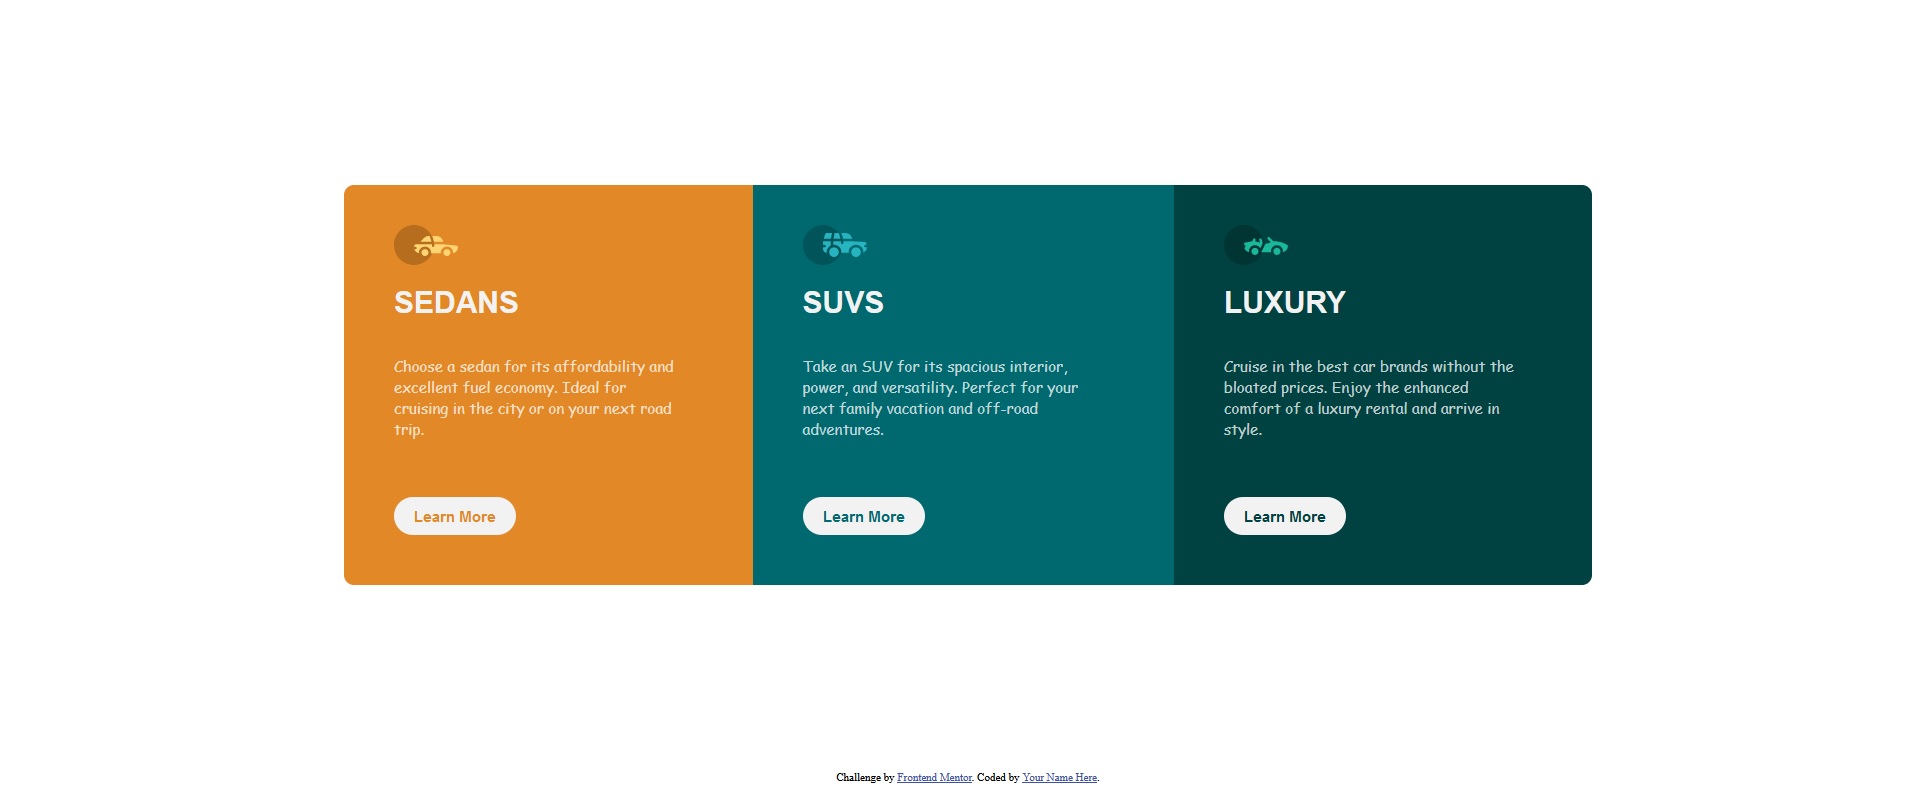 SEDANS
Choose a sedan for its affordability and
excellent fuel economy. Ideal for
cruising in the city or on your next road
trip.
Learn More
SUVS
Take an SUV for its spacious interior,
power, and versatility. Perfect for your
next family vacation and off-road
adventures.
Learn More
LUXURY
Cruise in the best car brands without the
bloated prices. Enjoy the enhanced
comfort of a luxury rental and arrive in
style.
Learn More
Challenge by Frontend Mentor. Coded by Your Name Here.